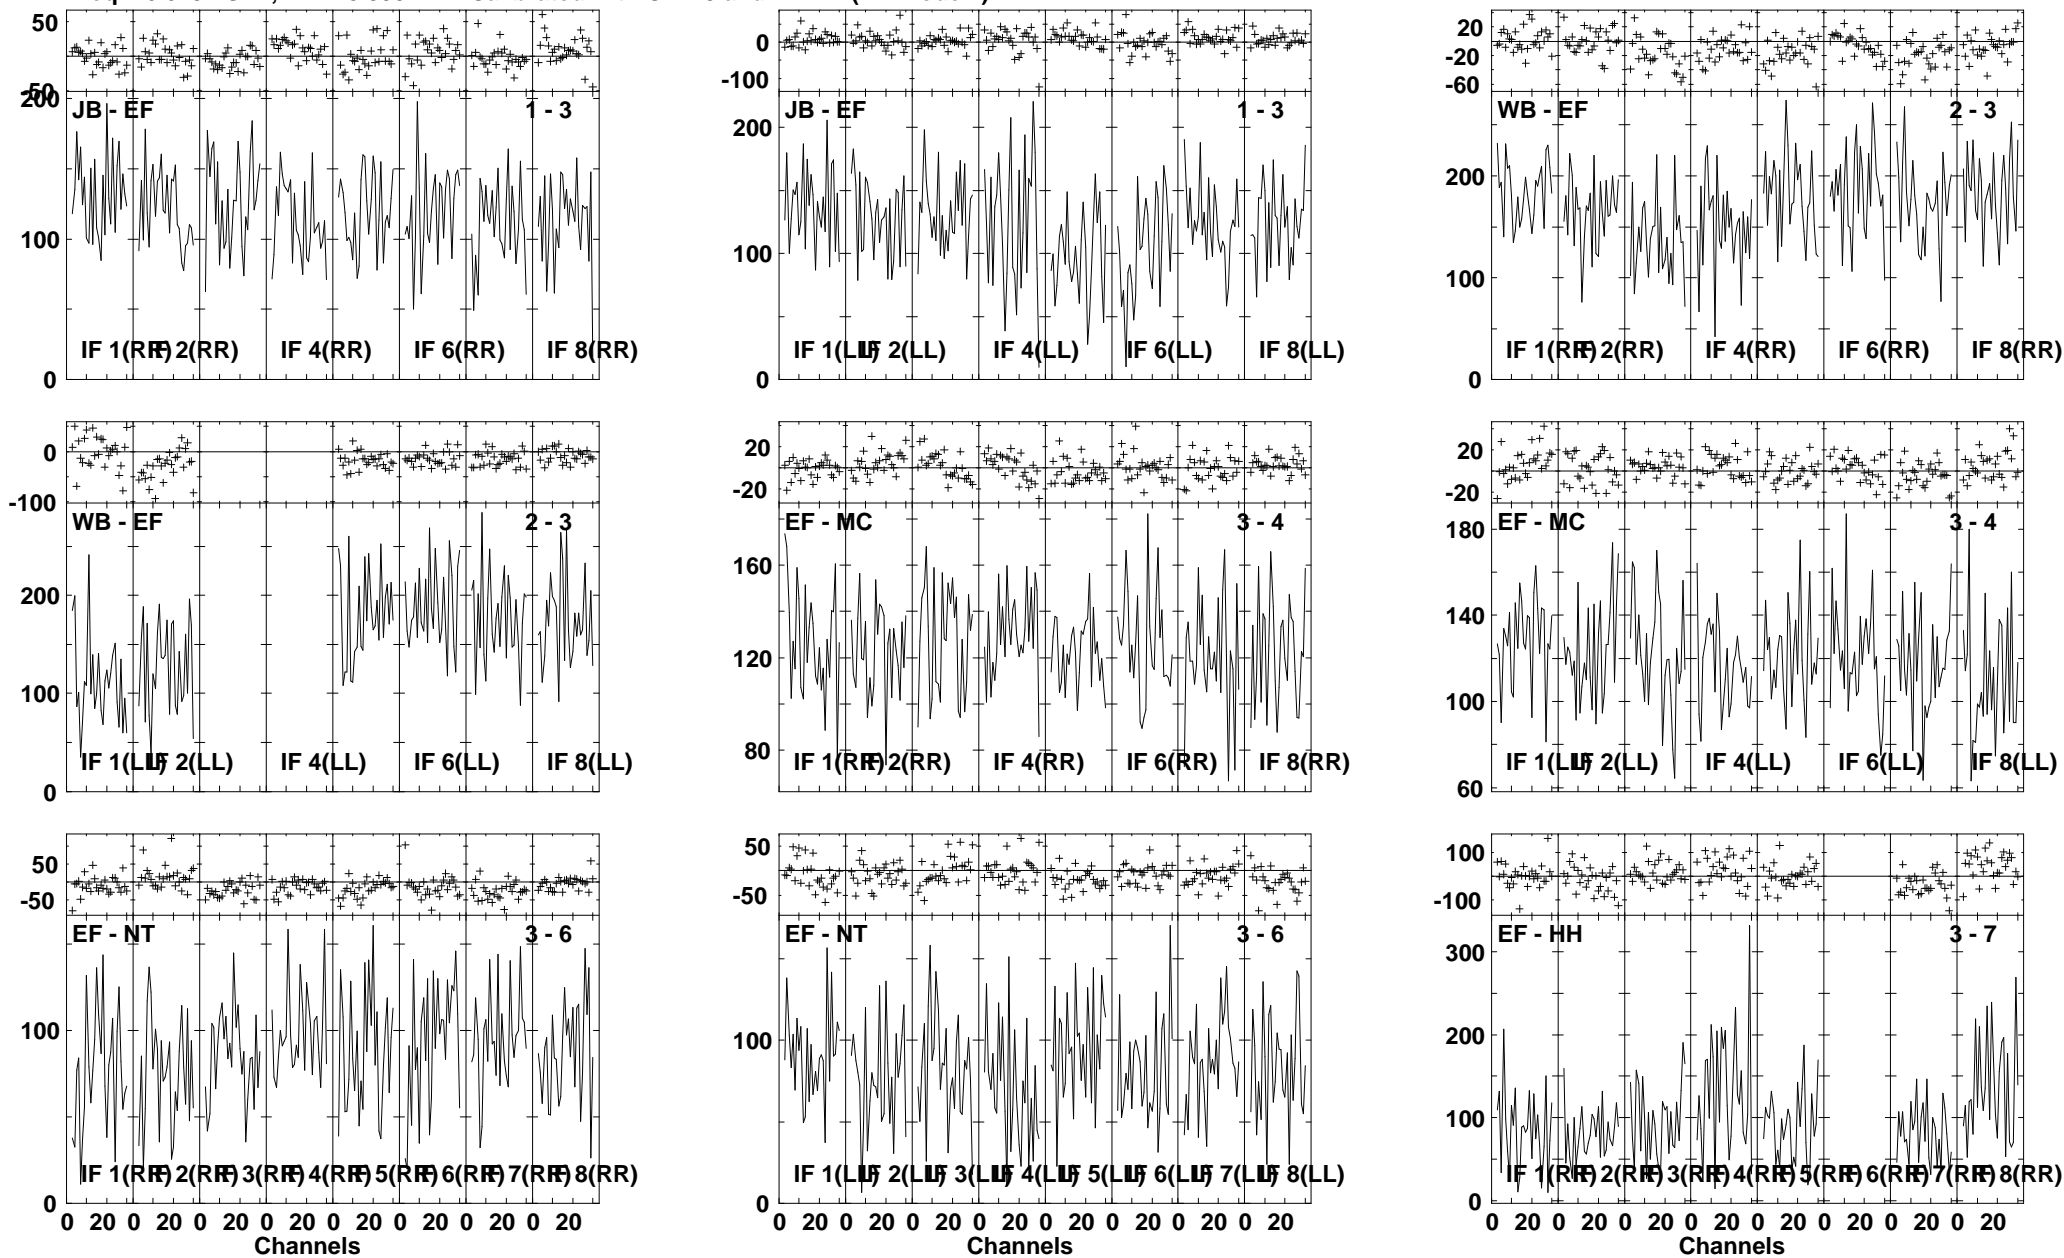 50
50
200
100
0
JB - EF
1 - 3
IF 1(RR)
IF 2(RR)
IF 4(RR)
IF 6(RR)
IF 8(RR)
0
-100
200
100
0
JB - EF
1 - 3
IF 1(LL)
IF 2(LL)
IF 4(LL)
IF 6(LL)
IF 8(LL)
20
-20
-60
200
100
0
WB - EF
2 - 3
IF 1(RR)
IF 2(RR)
IF 4(RR)
IF 6(RR)
IF 8(RR)
0
-100
200
100
0
WB - EF
2 - 3
IF 1(LL)
IF 2(LL)
IF 4(LL)
IF 6(LL)
IF 8(LL)
20
-20
160
120
80
EF - MC
3 - 4
IF 1(RR)
IF 2(RR)
IF 4(RR)
IF 6(RR)
IF 8(RR)
20
-20
180
140
100
60
EF - MC
3 - 4
IF 1(LL)
IF 2(LL)
IF 4(LL)
IF 6(LL)
IF 8(LL)
50
-50
100
0
EF - NT
3 - 6
IF 1(RR)
IF 2(RR)
IF 3(RR)
IF 4(RR)
IF 5(RR)
IF 6(RR)
IF 7(RR)
IF 8(RR)
0 20 0 20 0 20 0 20 0 20 0 20 0 20 0 20
Channels
50
-50
100
0
EF - NT
3 - 6
IF 1(LL)
IF 2(LL)
IF 3(LL)
IF 4(LL)
IF 5(LL)
IF 6(LL)
IF 7(LL)
IF 8(LL)
0 20 0 20 0 20 0 20 0 20 0 20 0 20 0 20
Channels
100
-100
300
200
100
0
EF - HH
3 - 7
IF 1(RR)
IF 2(RR)
IF 3(RR)
IF 4(RR)
IF 5(RR)
IF 6(RR)
IF 7(RR)
IF 8(RR)
0 20 0 20 0 20 0 20 0 20 0 20 0 20 0 20
Channels